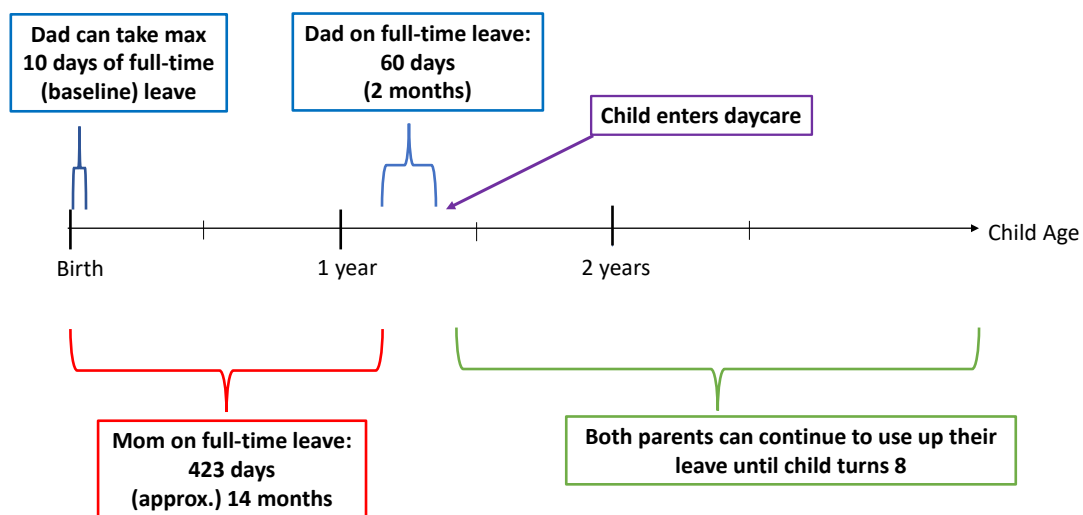 Dad can take max
10 days of full-time
(baseline) leave
Dad on full-time leave:
60 days
(2 months)
Child enters daycare
Child Age
Birth
1 year
2 years
Mom on full-time leave:
423 days
(approx.) 14 months
Both parents can continue to use up their
leave until child turns 8